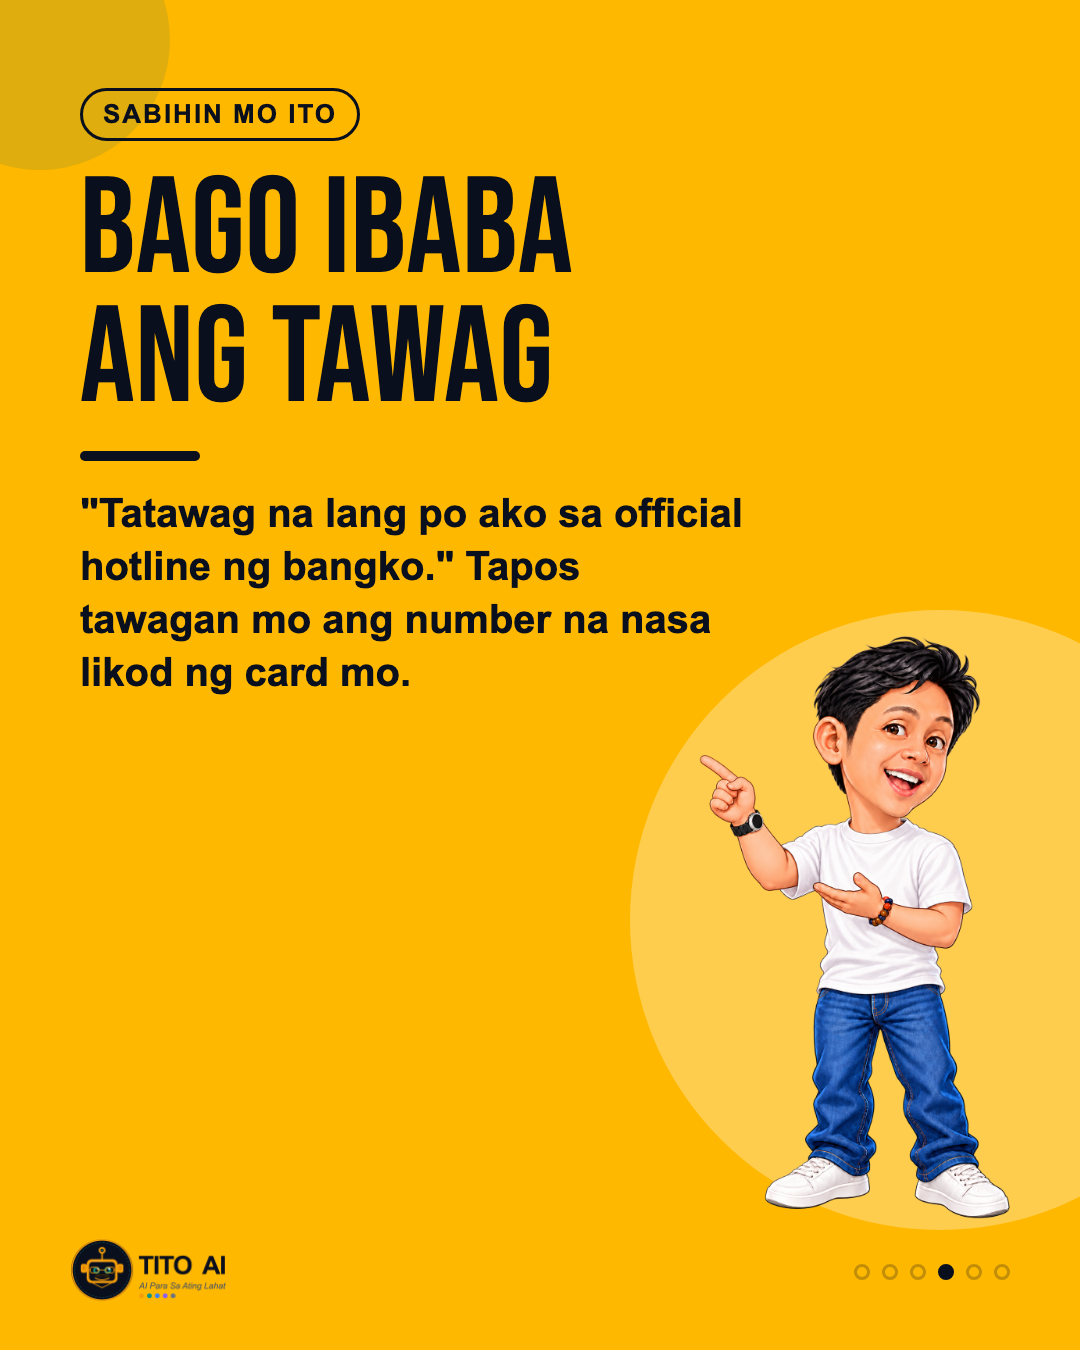 SABIHIN MO ITO
BAGO IBABA
ANG TAWAG
"Tatawag na lang po ako sa official
hotline ng bangko." Tapos
tawagan mo ang number na nasa
likod ng card mo.
TITO AI
AI Para Sa Ating Lahat